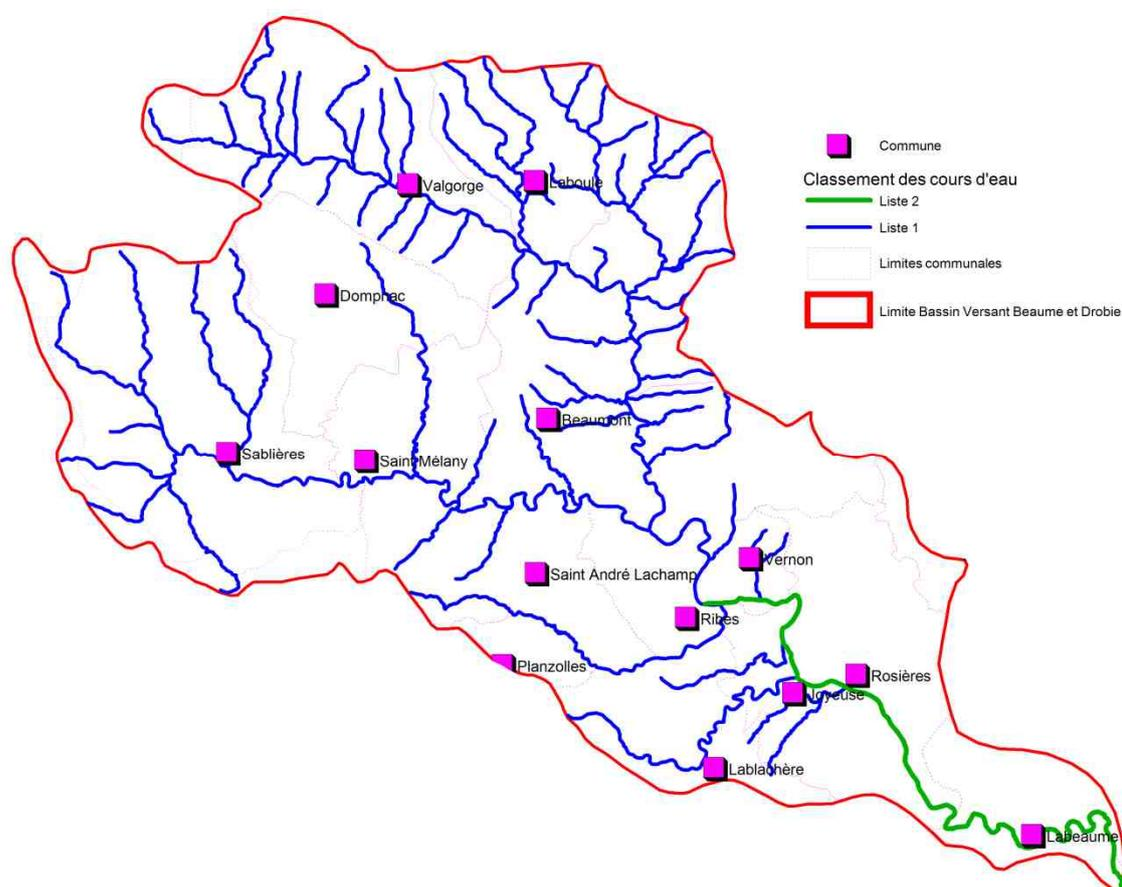 Commune
Classement des cours d'eau
Liste 2
Liste 1
Limites communales
Limite Bassin Versant Beaume et Drobie
Valgorge
Laboule
Dompnac
Beaumont
Sablières
Saint Mélany
Vernon
Saint André Lachamp
Ribes
Planzolles
Rosières
Joyeuse
Lablachère
Labeaume